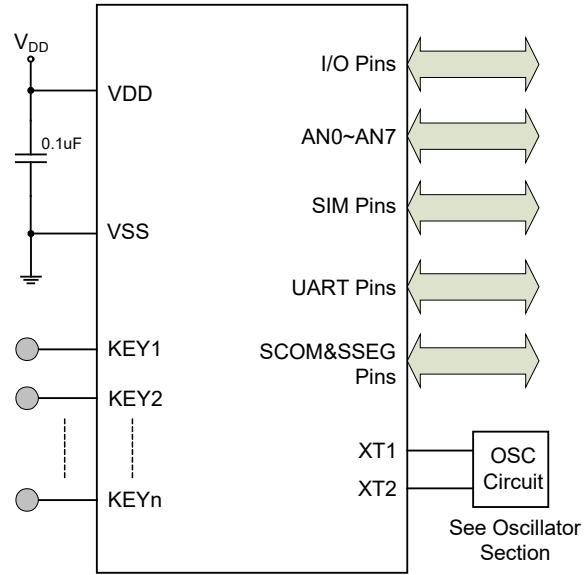 V_DD
VDD
0.1uF
VSS
KEY1
KEY2
KEYn
I/O Pins
AN0~AN7
SIM Pins
UART Pins
SCOM&SSEG
Pins
XT1
XT2
OSC
Circuit
See Oscillator
Section